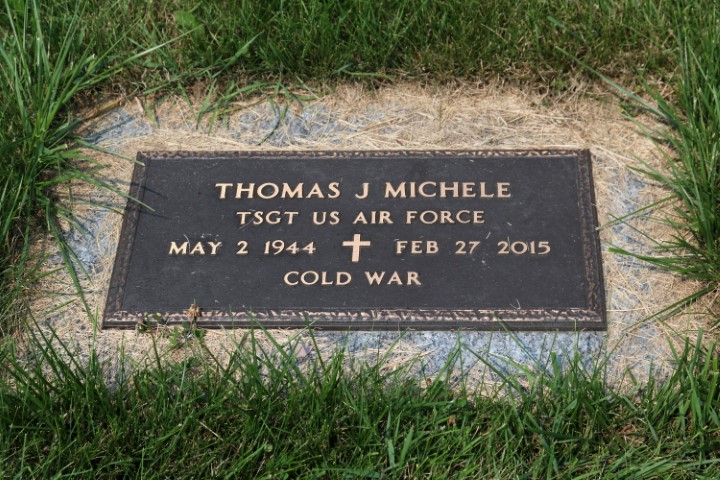 THOMAS J MICHELE
TSGT US AIR FORCE
MAY 2 1944 FEB 27 2015
COLD WAR